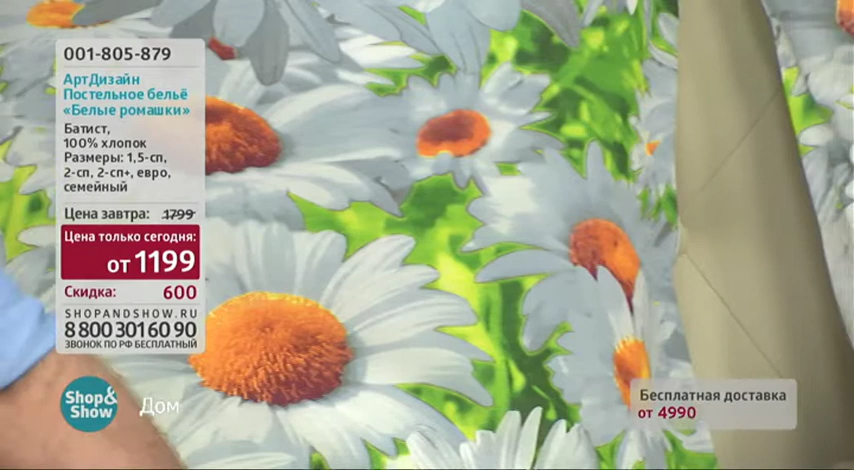 001-805-879
АртДизайн
Постельное бельё
«Белые ромашки»
Батист,
100% хлопок
Размеры: 1,5-сп,
2-сп, 2-сп+, евро,
семейный
Цена завтра: 1799
Цена только сегодня:
от 1199
Скидка: 600
SHOPANDSHOW.RU
8 800 301 60 90
ЗВОНОК ПО РФ БЕСПЛАТНЫЙ
Shop&
Show
Дом
Бесплатная доставка
от 4990